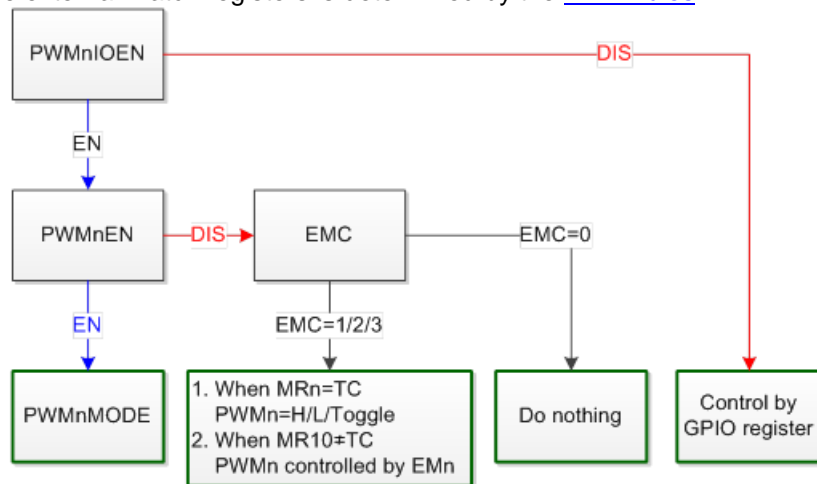 PWMnIOEN
DIS
EN
PWMnEN
DIS
EMC
EMC=0
EN
EMC=1/2/3
PWMnMODE
1. When MRn=TC
PWMn=H/L/Toggle
2. When MR10≠TC
PWMn controlled by EMn
Do nothing
Control by
GPIO register